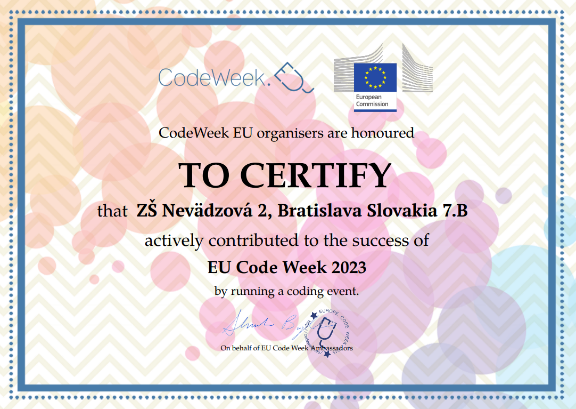 CodeWeek.EU
European
Commission
CodeWeek EU organisers are honoured
TO CERTIFY
that ZŠ Nevädzová 2, Bratislava Slovakia 7.B
actively contributed to the success of
EU Code Week 2023
by running a coding event.
On behalf of EU Code Week Ambassadors